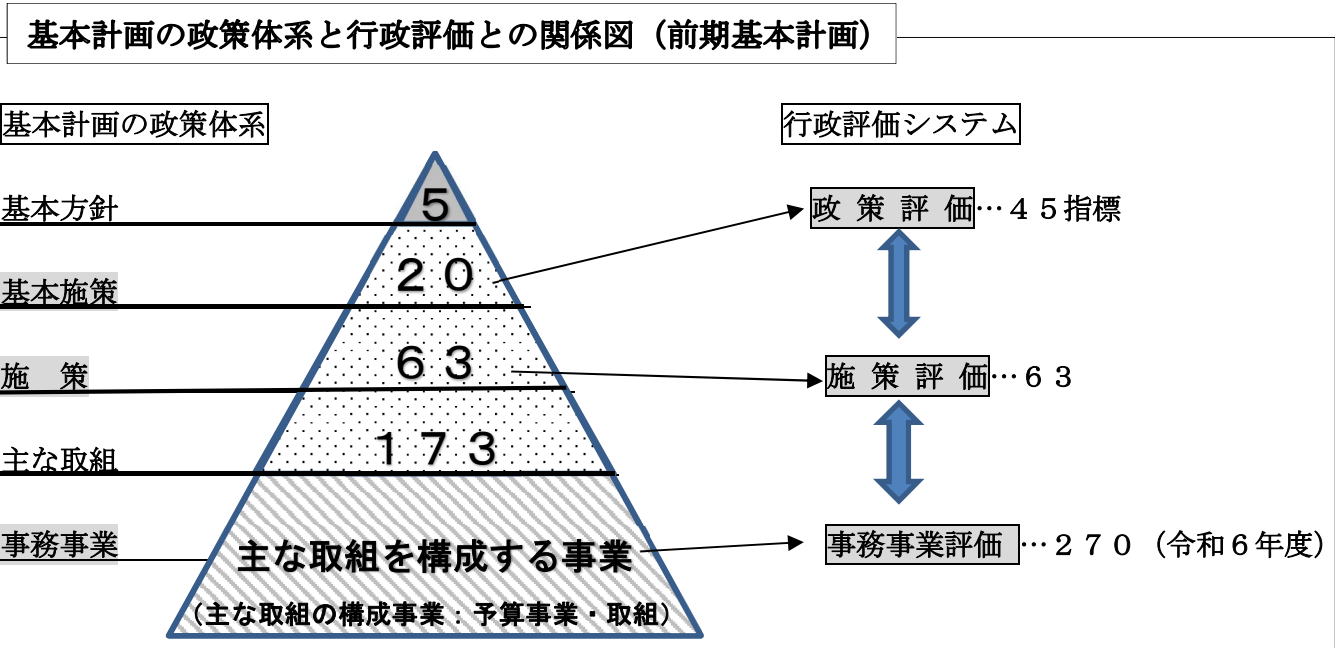 基本計画の政策体系と行政評価との関係図（前期基本計画）
基本計画の政策体系
行政評価システム
基本方針
5
政 策 評 価…４５指標
基本施策
２０
施　策
６３
施 策 評 価…６３
主な取組
１７３
事務事業
主な取組を構成する事業
（主な取組の構成事業：予算事業・取組）
事務事業評価 …２７０（令和６年度）